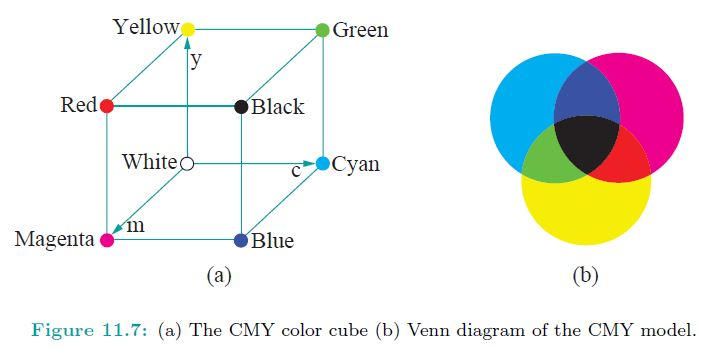 Yellow
Green
y
Red
Black
White
c
Cyan
m
Magenta
Blue
(a)
(b)
Figure 11.7: (a) The CMY color cube (b) Venn diagram of the CMY model.